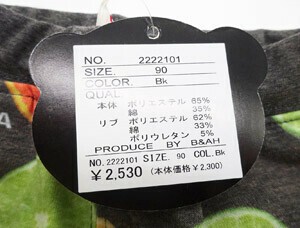 NO. 2222101
SIZE. 90
COLOR. Bk
QUAL
本体 ポリエステル 65%
綿 35%
リブ ポリエステル 62%
綿 33%
ポリウレタン 5%
PRODUCE BY B&AH
NO. 2222101 SIZE. 90 COL. Bk
¥2,530 (本体価格¥2,300)